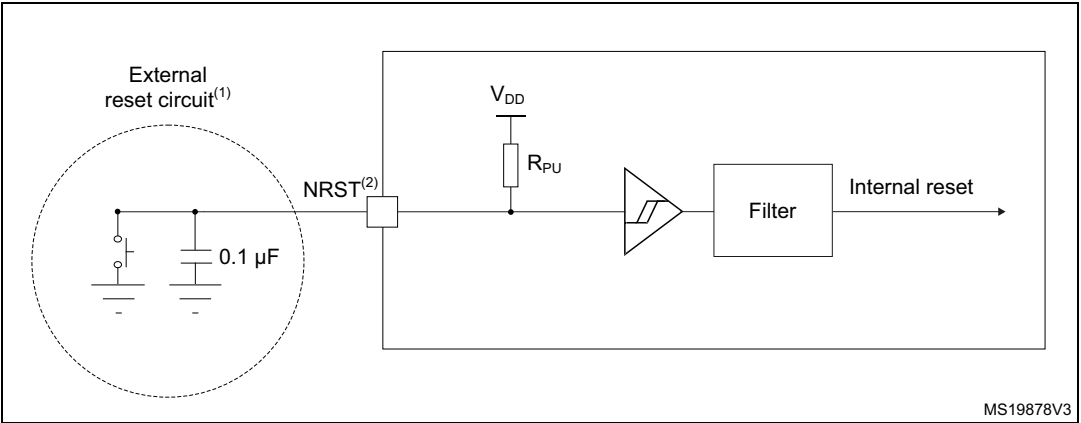 External
reset circuit(1)
VDD
RPU
NRST(2)
0.1 µF
Filter
Internal reset
MS19878V3